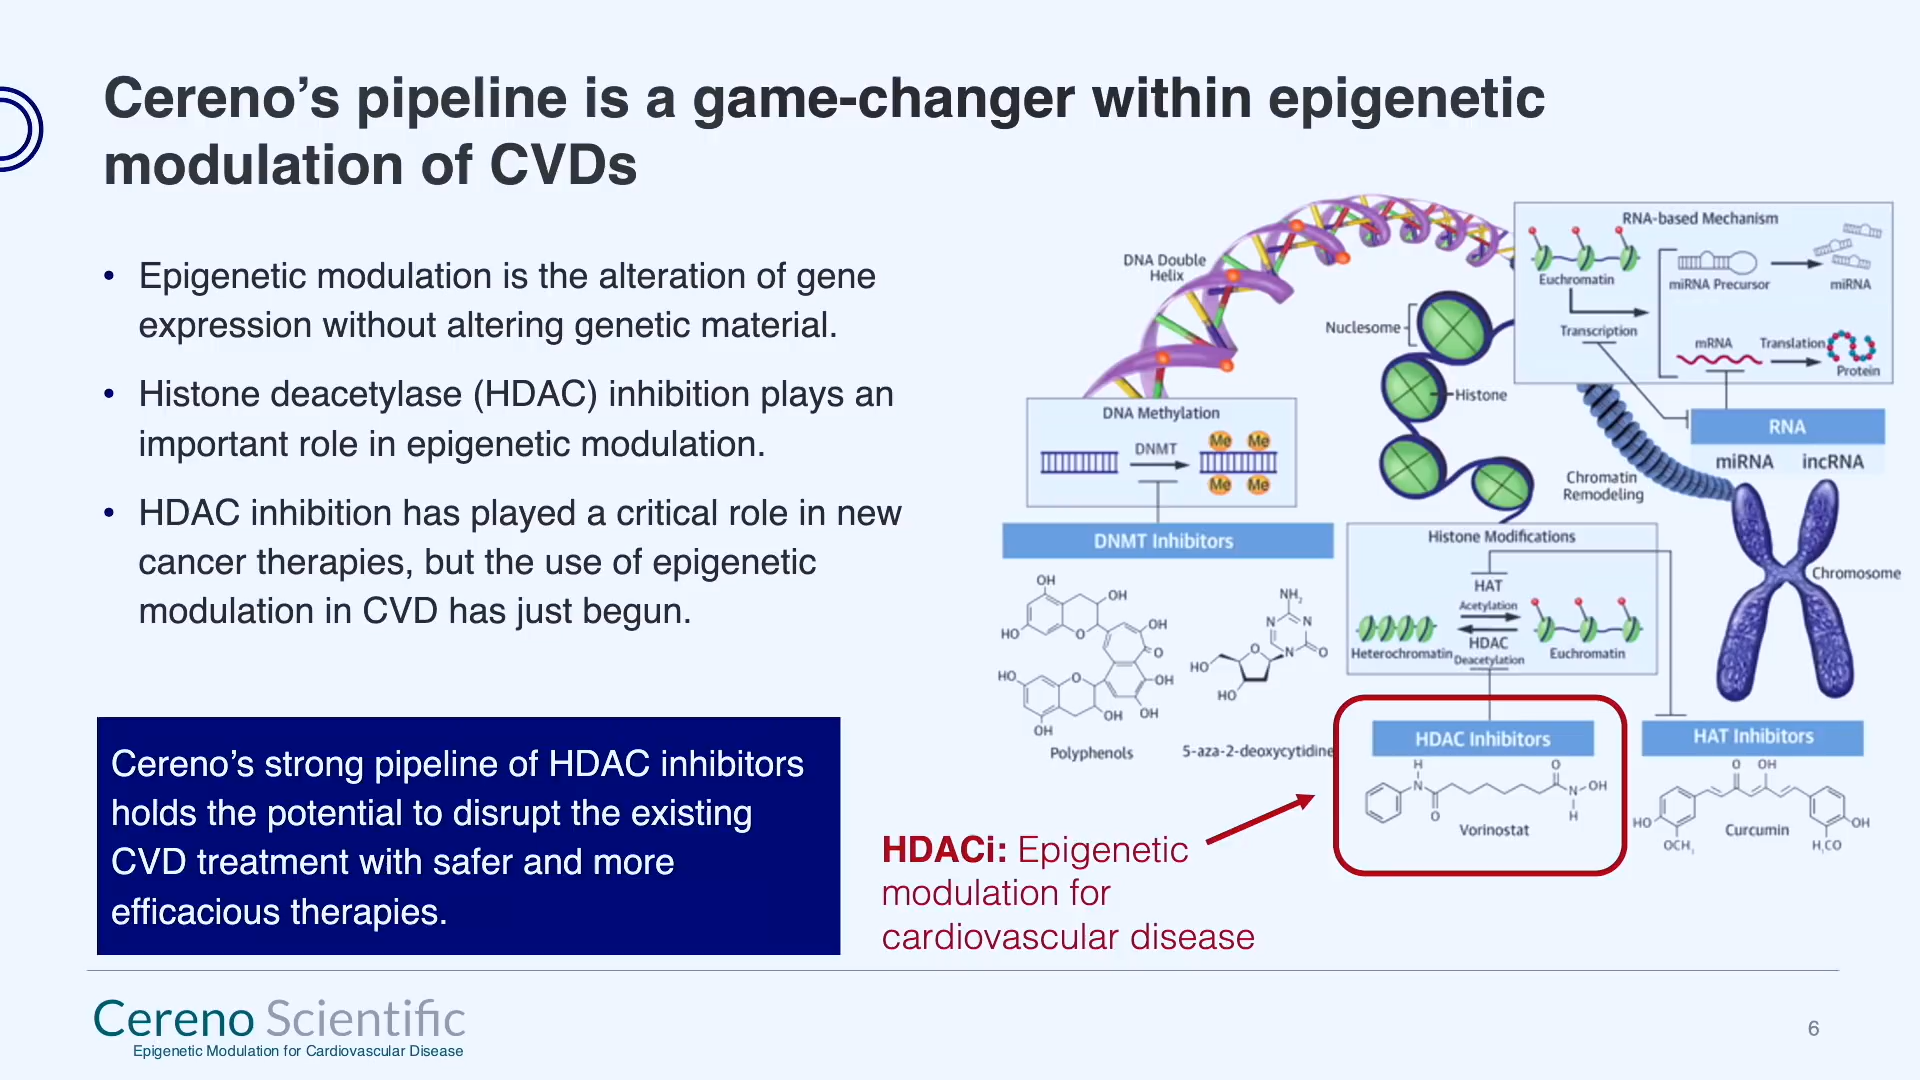 Cereno’s pipeline is a game-changer within epigenetic
modulation of CVDs
• Epigenetic modulation is the alteration of gene
expression without altering genetic material.
• Histone deacetylase (HDAC) inhibition plays an
important role in epigenetic modulation.
• HDAC inhibition has played a critical role in new
cancer therapies, but the use of epigenetic
modulation in CVD has just begun.
Cereno’s strong pipeline of HDAC inhibitors
holds the potential to disrupt the existing
CVD treatment with safer and more
efficacious therapies.
DNA Double
Helix
Nuclesome
Histone
RNA-based Mechanism
Euchromatin
miRNA Precursor
miRNA
Transcription
mRNA
Translation
Protein
RNA
miRNA
incRNA
Chromatin
Remodeling
Chromosome
DNA Methylation
DNMT
Me
Me
Me
Me
DNMT Inhibitors
OH
OH
HO
O
OH
O
HO
O
OH
OH
OH
OH
Polyphenols
NH2
N
N
N
O
O
HO
HO
5-aza-2-deoxycytidine
Histone Modifications
HAT
Acetylation
HDAC
Deacetylation
Heterochromatin
Euchromatin
HDAC Inhibitors
H
N
O
O
N
OH
H
Vorinostat
HAT Inhibitors
O
OH
HO
OCH3
OH
H3CO
Curcumin
HDACi: Epigenetic
modulation for
cardiovascular disease
Cereno Scientific
Epigenetic Modulation for Cardiovascular Disease
6